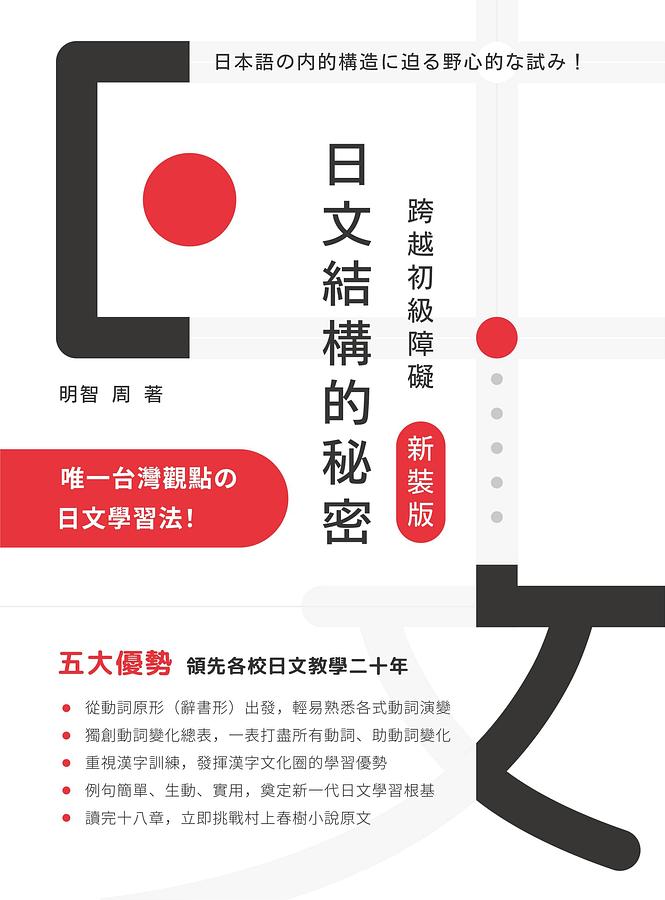 日本語の内的構造に迫る野心的な試み！
日文結構的秘密
跨越初級障礙
新裝版
明智 周 著
唯一台灣觀點の
日文學習法！
五大優勢 領先各校日文教學二十年
從動詞原形（辭書形）出發，輕易熟悉各式動詞演變
獨創動詞變化總表，一表打盡所有動詞、助動詞變化
重視漢字訓練，發揮漢字文化圈的學習優勢
例句簡單、生動、實用，奠定新一代日文學習根基
讀完十八章，立即挑戰村上春樹小說原文